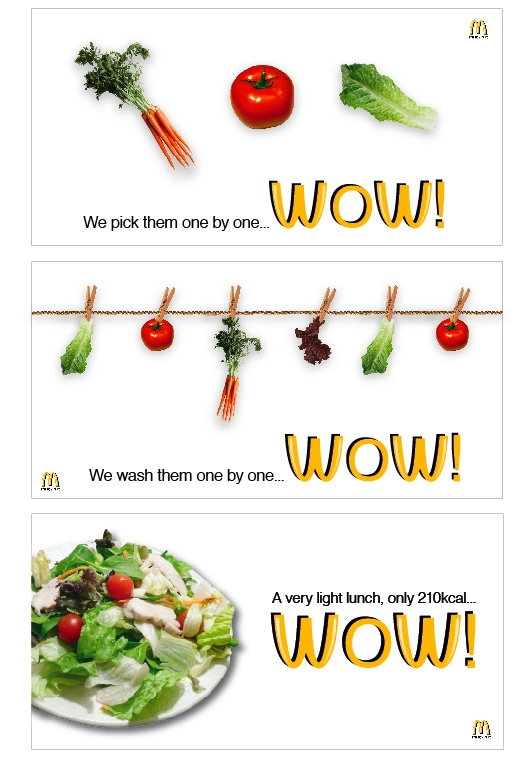 We pick them one by one... WOW!
We wash them one by one... WOW!
A very light lunch, only 210kcal...
WOW!